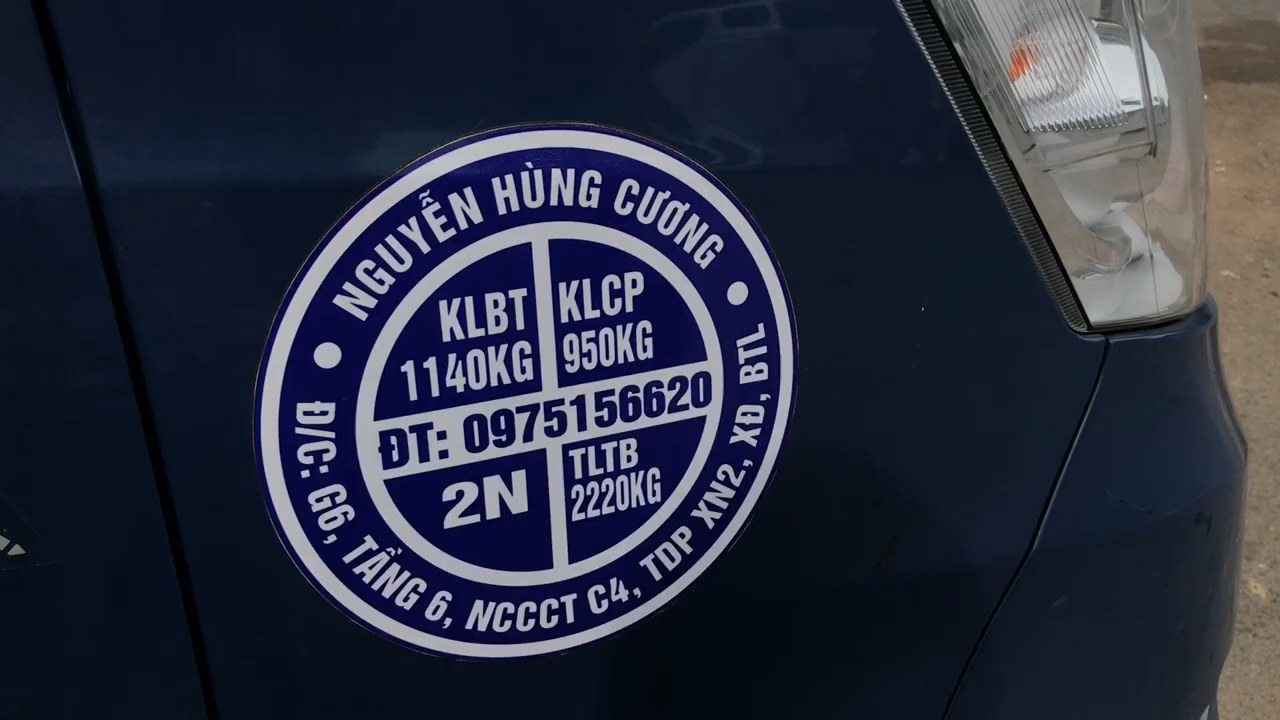 NGUYỄN HÙNG CƯƠNG
KLBT
1140KG
KLCP
950KG
ĐT: 0975156620
2N
TLTB
2220KG
Đ/C: G6, TẦNG 6, NCCCT C4, TDP XN2, XĐ, BTL